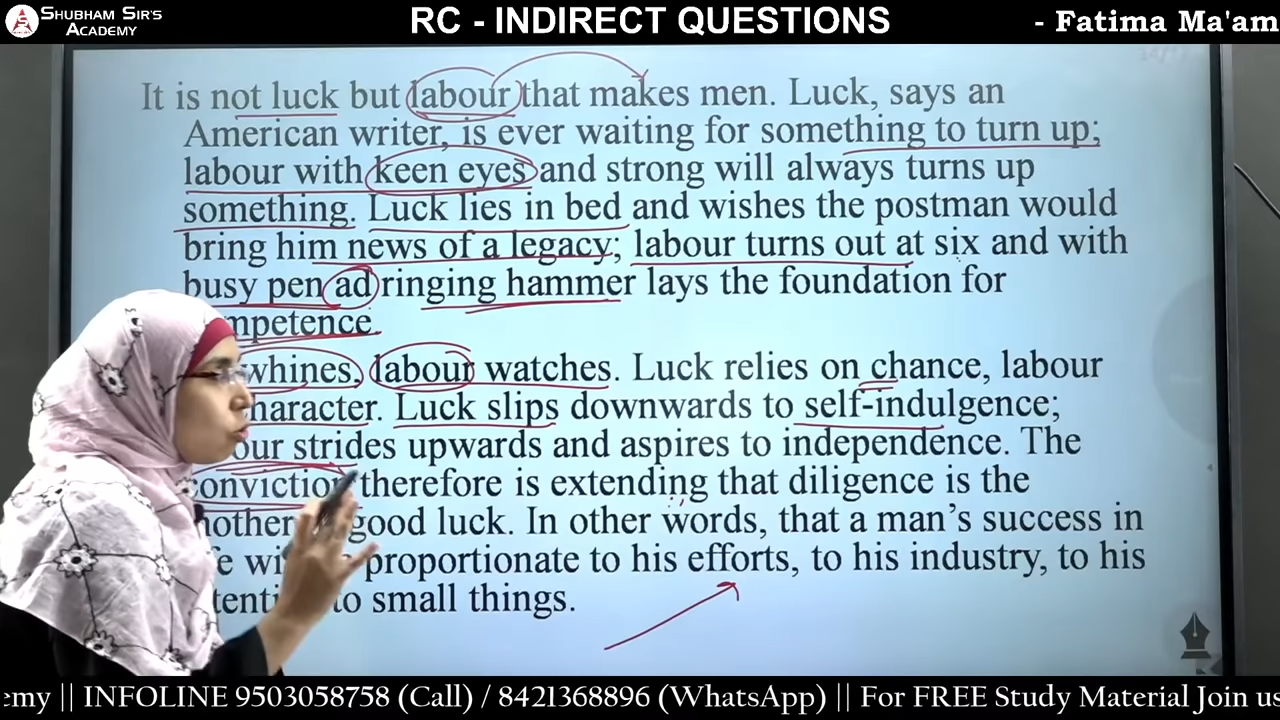 SHUBHAM SIR'S
ACADEMY
RC - INDIRECT QUESTIONS
- Fatima Ma'am
It is not luck but labour that makes men. Luck, says an
American writer, is ever waiting for something to turn up;
labour with keen eyes and strong will always turns up
something. Luck lies in bed and wishes the postman would
bring him news of a legacy; labour turns out at six and with
busy pen ad ringing hammer lays the foundation for
mpetence.
whines, labour watches. Luck relies on chance, labour
haracter. Luck slips downwards to self-indulgence;
our strides upwards and aspires to independence. The
conviction therefore is extending that diligence is the
nother good luck. In other words, that a man's success in
proportionate to his efforts, to his industry, to his
to small things.
emy || INFOLINE 9503058758 (Call) / 8421368896 (WhatsApp) || For FREE Study Material Join us